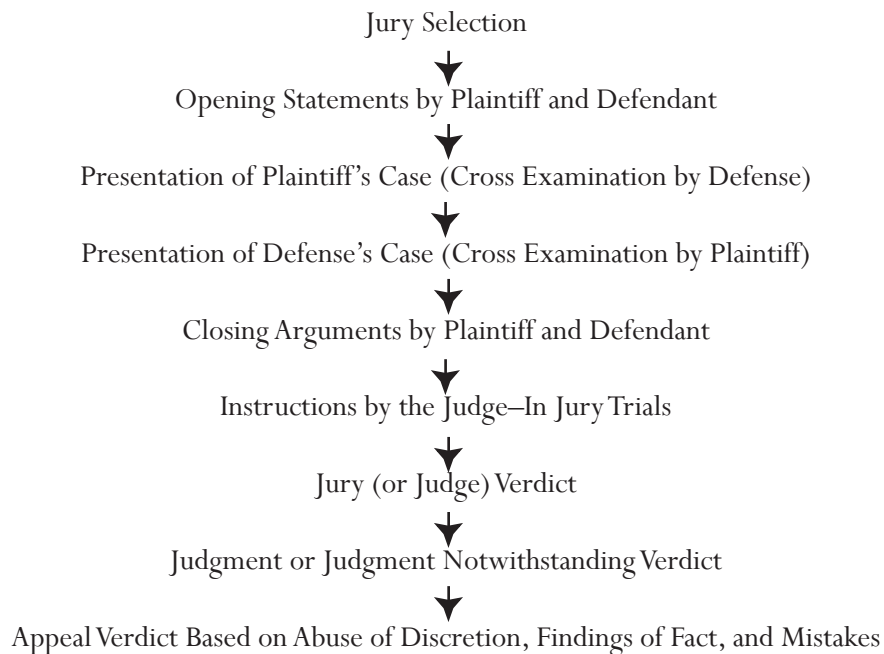 Jury Selection
Opening Statements by Plaintiff and Defendant
Presentation of Plaintiff’s Case (Cross Examination by Defense)
Presentation of Defense’s Case (Cross Examination by Plaintiff)
Closing Arguments by Plaintiff and Defendant
Instructions by the Judge–In Jury Trials
Jury (or Judge) Verdict
Judgment or Judgment Notwithstanding Verdict
Appeal Verdict Based on Abuse of Discretion, Findings of Fact, and Mistakes